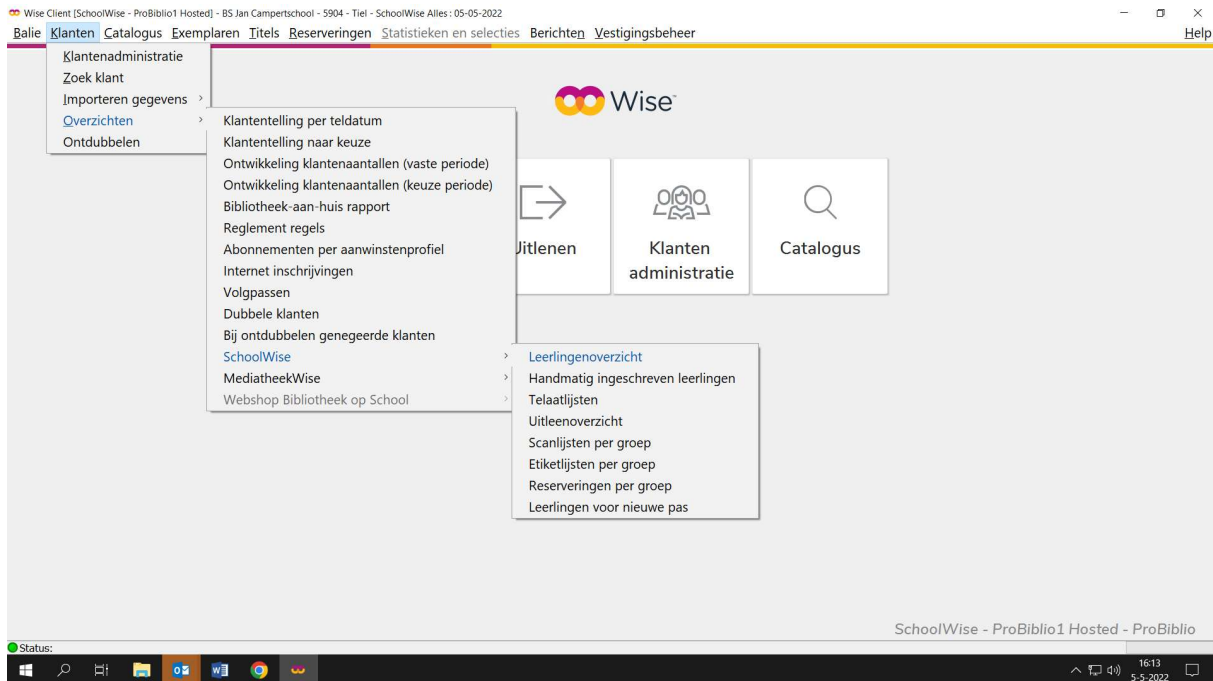 Wise Client [SchoolWise - ProBiblio1 Hosted] - BS Jan Campertschool - 5904 - Tiel - SchoolWise Alles : 05-05-2022
Balie Klanten Catalogus Exemplaren Titels Reserveringen Statistieken en selecties Berichten Vestigingsbeheer Help
Klantenadministratie
Zoek klant
Importeren gegevens
Overzichten
Ontdubbelen
Klantentelling per teldatum
Klantentelling naar keuze
Ontwikkeling klantenaantallen (vaste periode)
Ontwikkeling klantenaantallen (keuze periode)
Bibliotheek-aan-huis rapport
Reglement regels
Abonnementen per aanwinstenprofiel
Internet inschrijvingen
Volgpassen
Dubbele klanten
Bij ontdubbelen genegeerde klanten
SchoolWise
MediatheekWise
Webshop Bibliotheek op School
Leerlingenoverzicht
Handmatig ingeschreven leerlingen
Telaatlijsten
Uitleenoverzicht
Scanlijsten per groep
Etiketlijsten per groep
Reserveringen per groep
Leerlingen voor nieuwe pas
Wise™
Uitlenen
Klanten
administratie
Catalogus
SchoolWise - ProBiblio1 Hosted - ProBiblio
Status:
16:13
5-5-2022